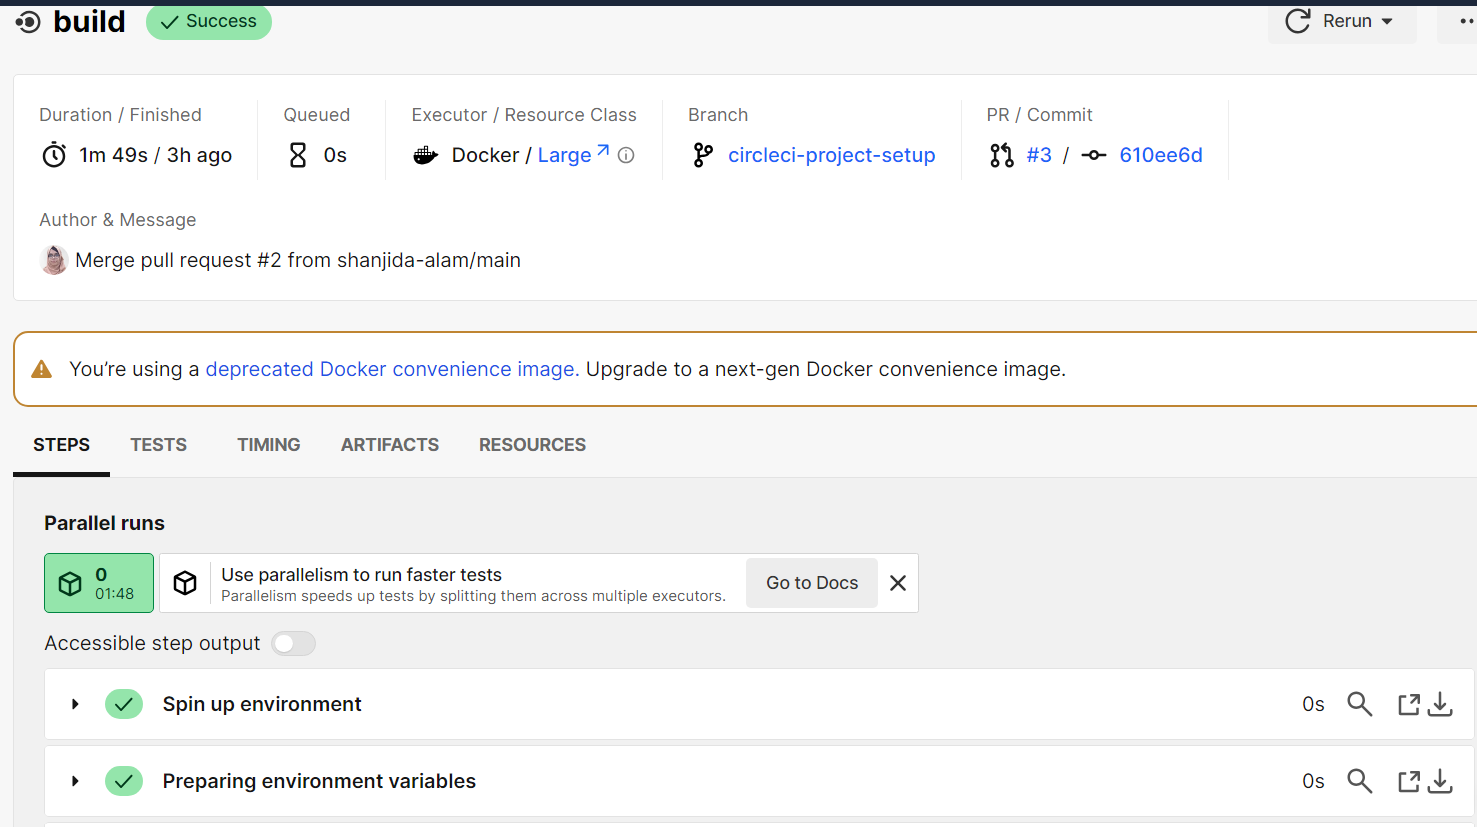 build Success Rerun
Duration / Finished Queued Executor / Resource Class Branch PR / Commit
1m 49s / 3h ago 0s Docker / Large circleci-project-setup #3 / 610ee6d
Author & Message
Merge pull request #2 from shanjida-alam/main
You’re using a deprecated Docker convenience image. Upgrade to a next-gen Docker convenience image.
STEPS TESTS TIMING ARTIFACTS RESOURCES
Parallel runs
0
01:48
Use parallelism to run faster tests
Parallelism speeds up tests by splitting them across multiple executors.
Go to Docs
Accessible step output
Spin up environment 0s
Preparing environment variables 0s